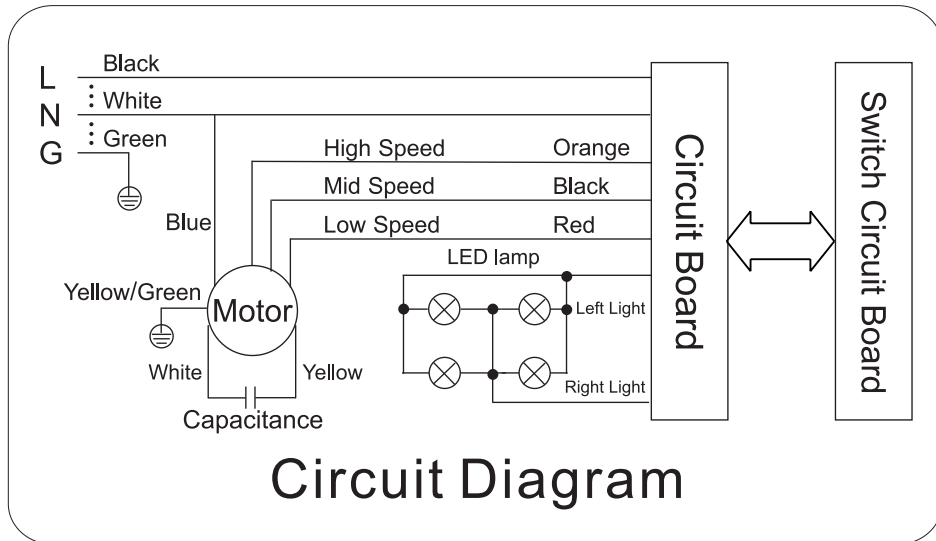 L
Black
N
White
G
Green
High Speed
Orange
Mid Speed
Black
Blue
Low Speed
Red
LED lamp
Yellow/Green
Motor
Left Light
White
Yellow
Right Light
Capacitance
Circuit Board
Switch Circuit Board
Circuit Diagram